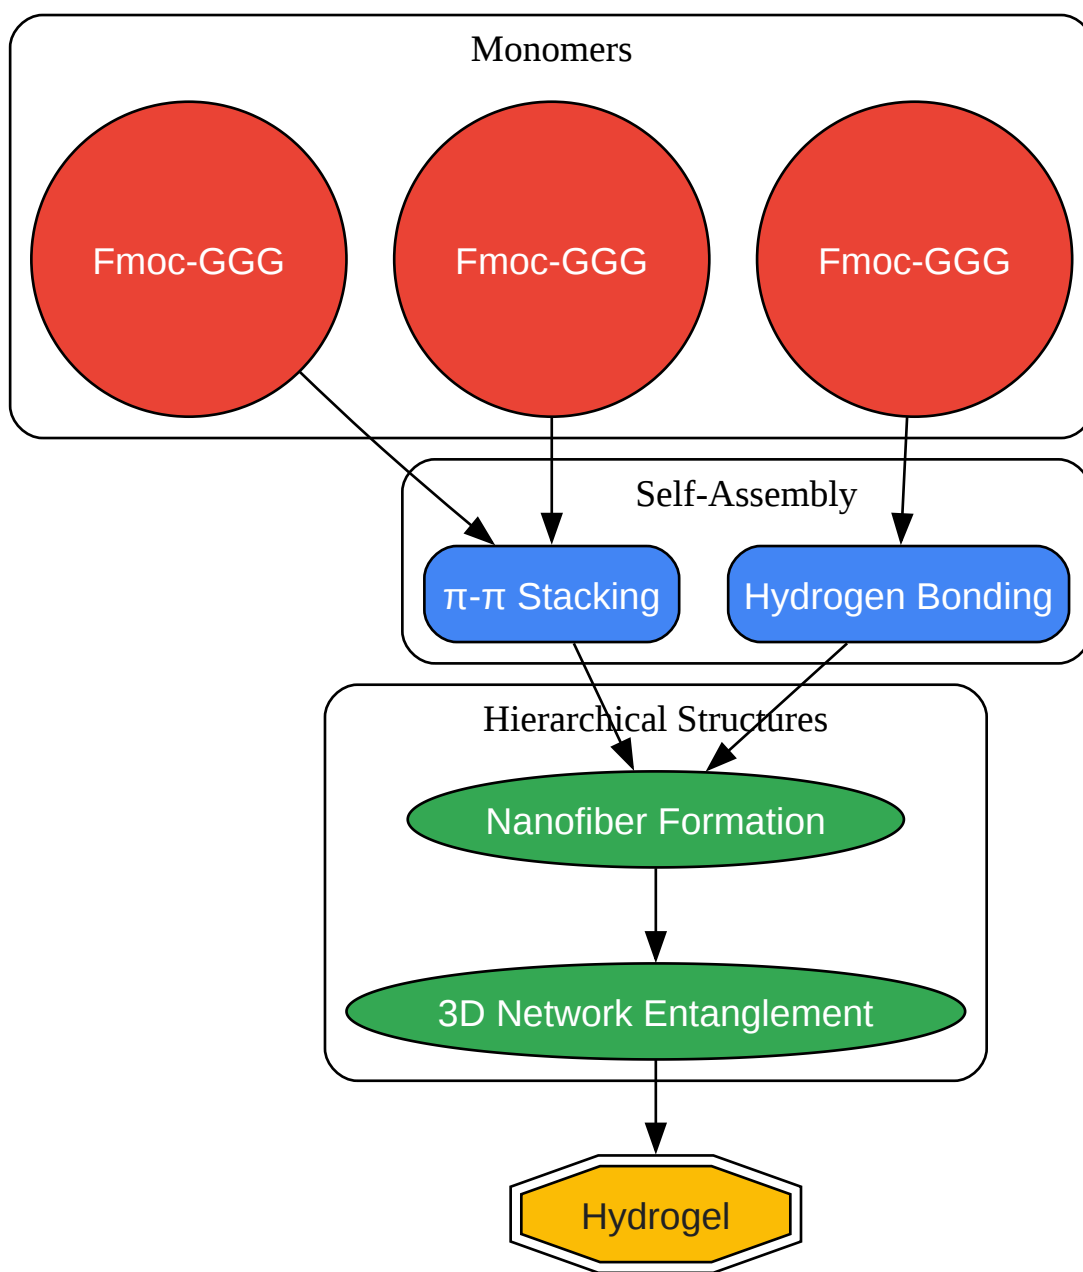 Monomers
Fmoc-GGG
Fmoc-GGG
Fmoc-GGG
Self-Assembly
π-π Stacking
Hydrogen Bonding
Hierarchical Structures
Nanofiber Formation
3D Network Entanglement
Hydrogel